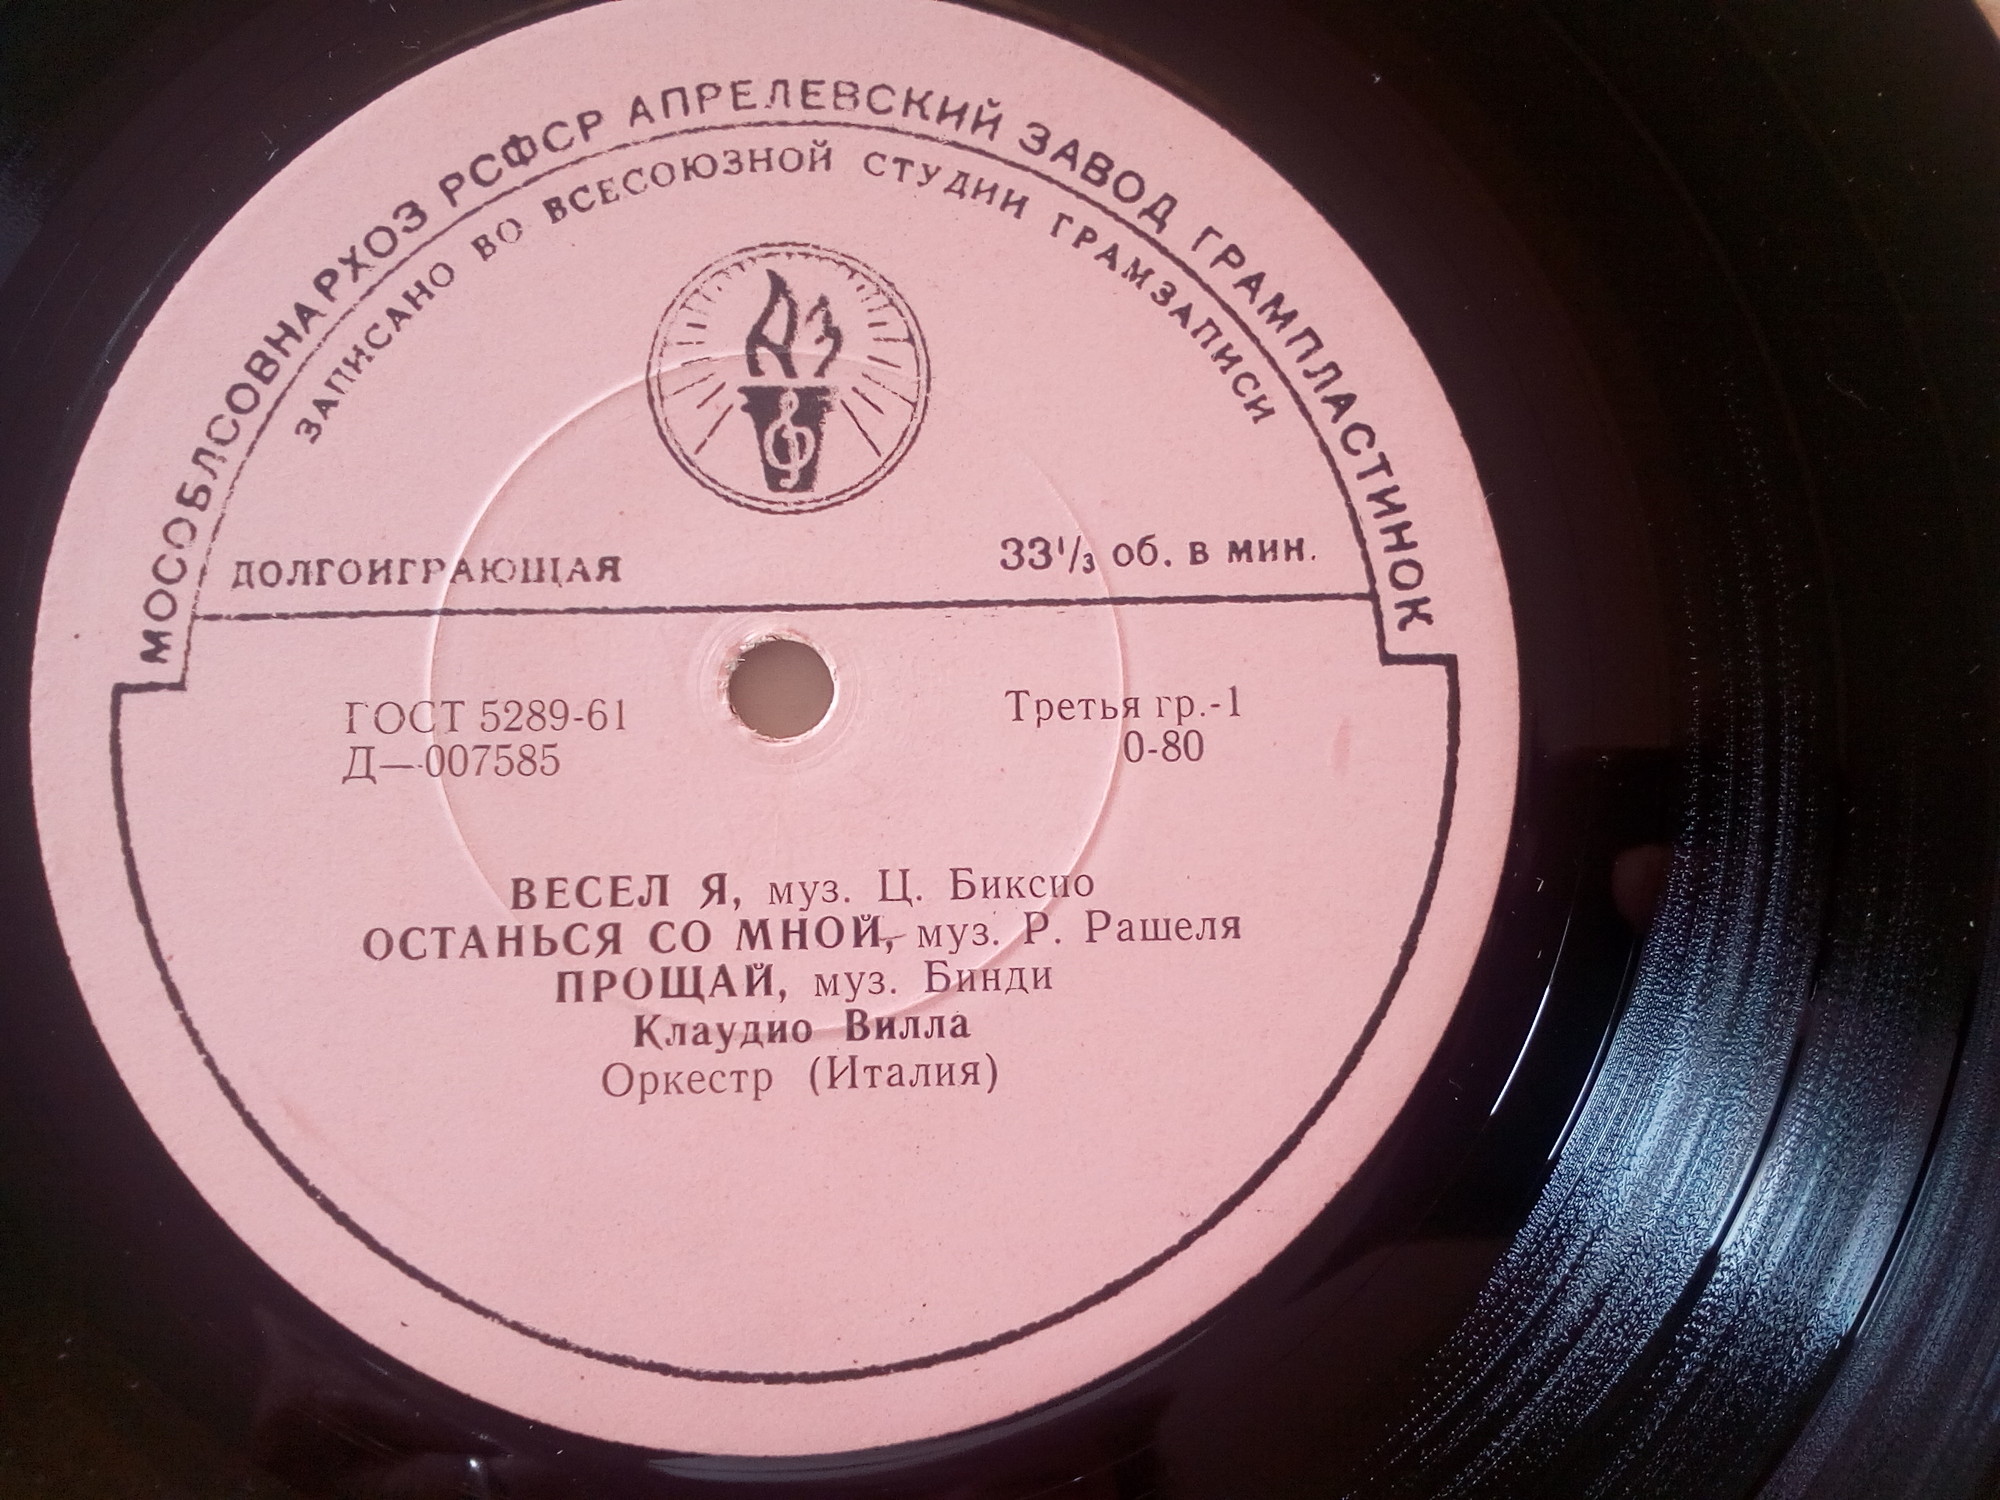 МОСОБЛСОВНАРХОЗ РСФСР АПРЕЛЕВСКИЙ ЗАВОД ГРАМПЛАСТИНОК
ЗАПИСАНО ВО ВСЕСОЮЗНОЙ СТУДИИ ГРАМЗАПИСИ
ДОЛГОИГРАЮЩАЯ 33 1/3 об. в мин.
ГОСТ 5289-61 Третья гр.-1
Д—007585 0-80
ВЕСЕЛ Я, муз. Ц. Биксио
ОСТАНЬСЯ СО МНОЙ, муз. Р. Рашеля
ПРОЩАЙ, муз. Бинди
Клаудио Вилла
Оркестр (Италия)